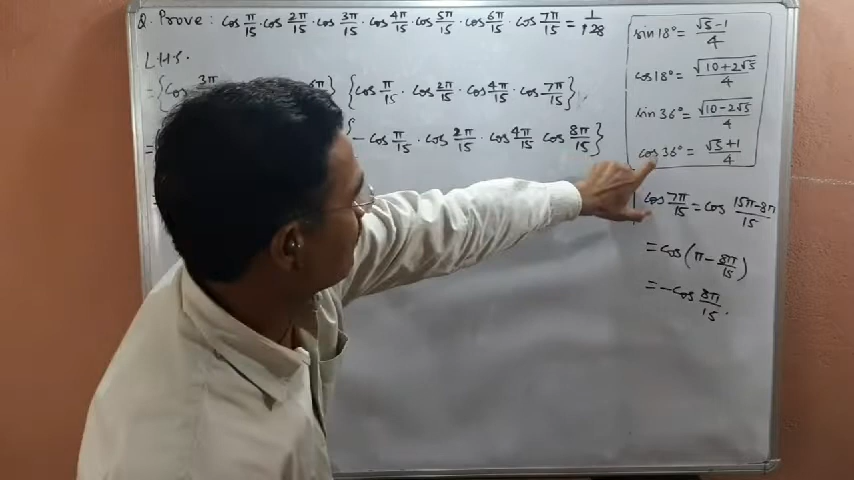 Q. Prove : cos π/15 · cos 2π/15 · cos 3π/15 · cos 4π/15 · cos 5π/15 · cos 6π/15 · cos 7π/15 = 1/128
LHS.
= {cos 3π {cos π/15 · cos 2π/15 · cos 4π/15 · cos 7π/15}
= {- cos π/15 · cos 2π/15 · cos 4π/15 cos 8π/15}
sin 18° = √5-1/4
cos 18° = √(10+2√5)/4
sin 36° = √(10-2√5)/4
cos 36° = √5+1/4
cos 7π/15 = cos 15π-8π/15
= cos (π - 8π/15)
= - cos 8π/15 .